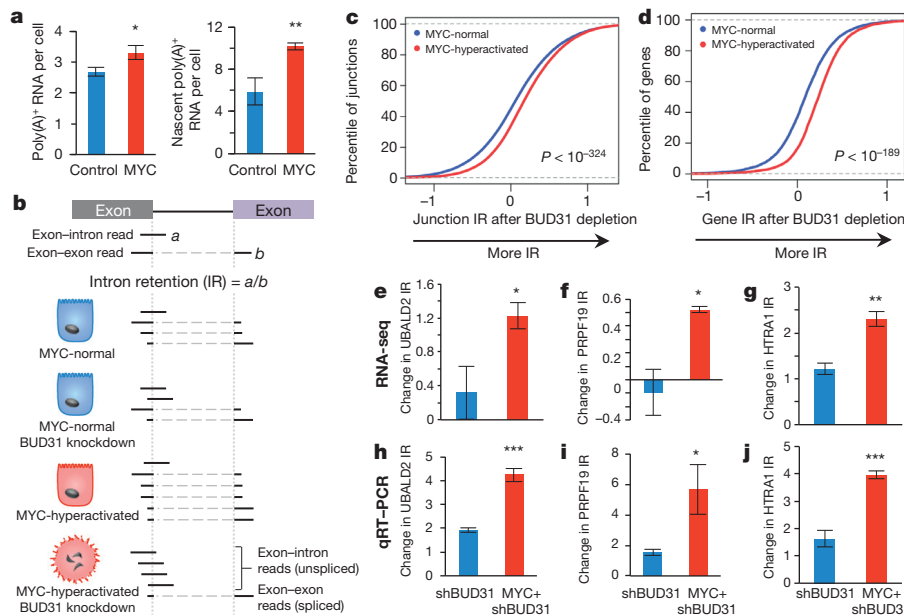 a
Poly(A)+ RNA per cell
4
3
2
1
0
*
Control MYC
Nascent poly(A)+
RNA per cell
12
9
6
3
0
**
Control MYC
b
Exon
Exon
Exon–intron read
a
Exon–exon read
b
Intron retention (IR) = a/b
MYC-normal
MYC-normal
BUD31 knockdown
MYC-hyperactivated
MYC-hyperactivated
BUD31 knockdown
Exon–intron
reads (unspliced)
Exon–exon
reads (spliced)
c
Percentile of junctions
100
80
60
40
20
0
MYC-normal
MYC-hyperactivated
P < 10–324
–1 0 1
Junction IR after BUD31 depletion
More IR
d
Percentile of genes
100
80
60
40
20
0
MYC-normal
MYC-hyperactivated
P < 10–189
–1 0 1
Gene IR after BUD31 depletion
More IR
RNA-seq
e
Change in UBALD2 IR
1.6
1.2
0.8
0.4
0
*
f
Change in PRPF19 IR
0.6
0.4
0
–0.4
*
g
Change in HTRA1 IR
3
2
1
0
**
qRT–PCR
h
Change in UBALD2 IR
5
4
3
2
1
0
***
shBUD31 MYC+
shBUD31
i
Change in PRPF19 IR
8
6
4
2
0
*
shBUD31 MYC+
shBUD31
j
Change in HTRA1 IR
4
3
2
1
0
***
shBUD31 MYC+
shBUD31